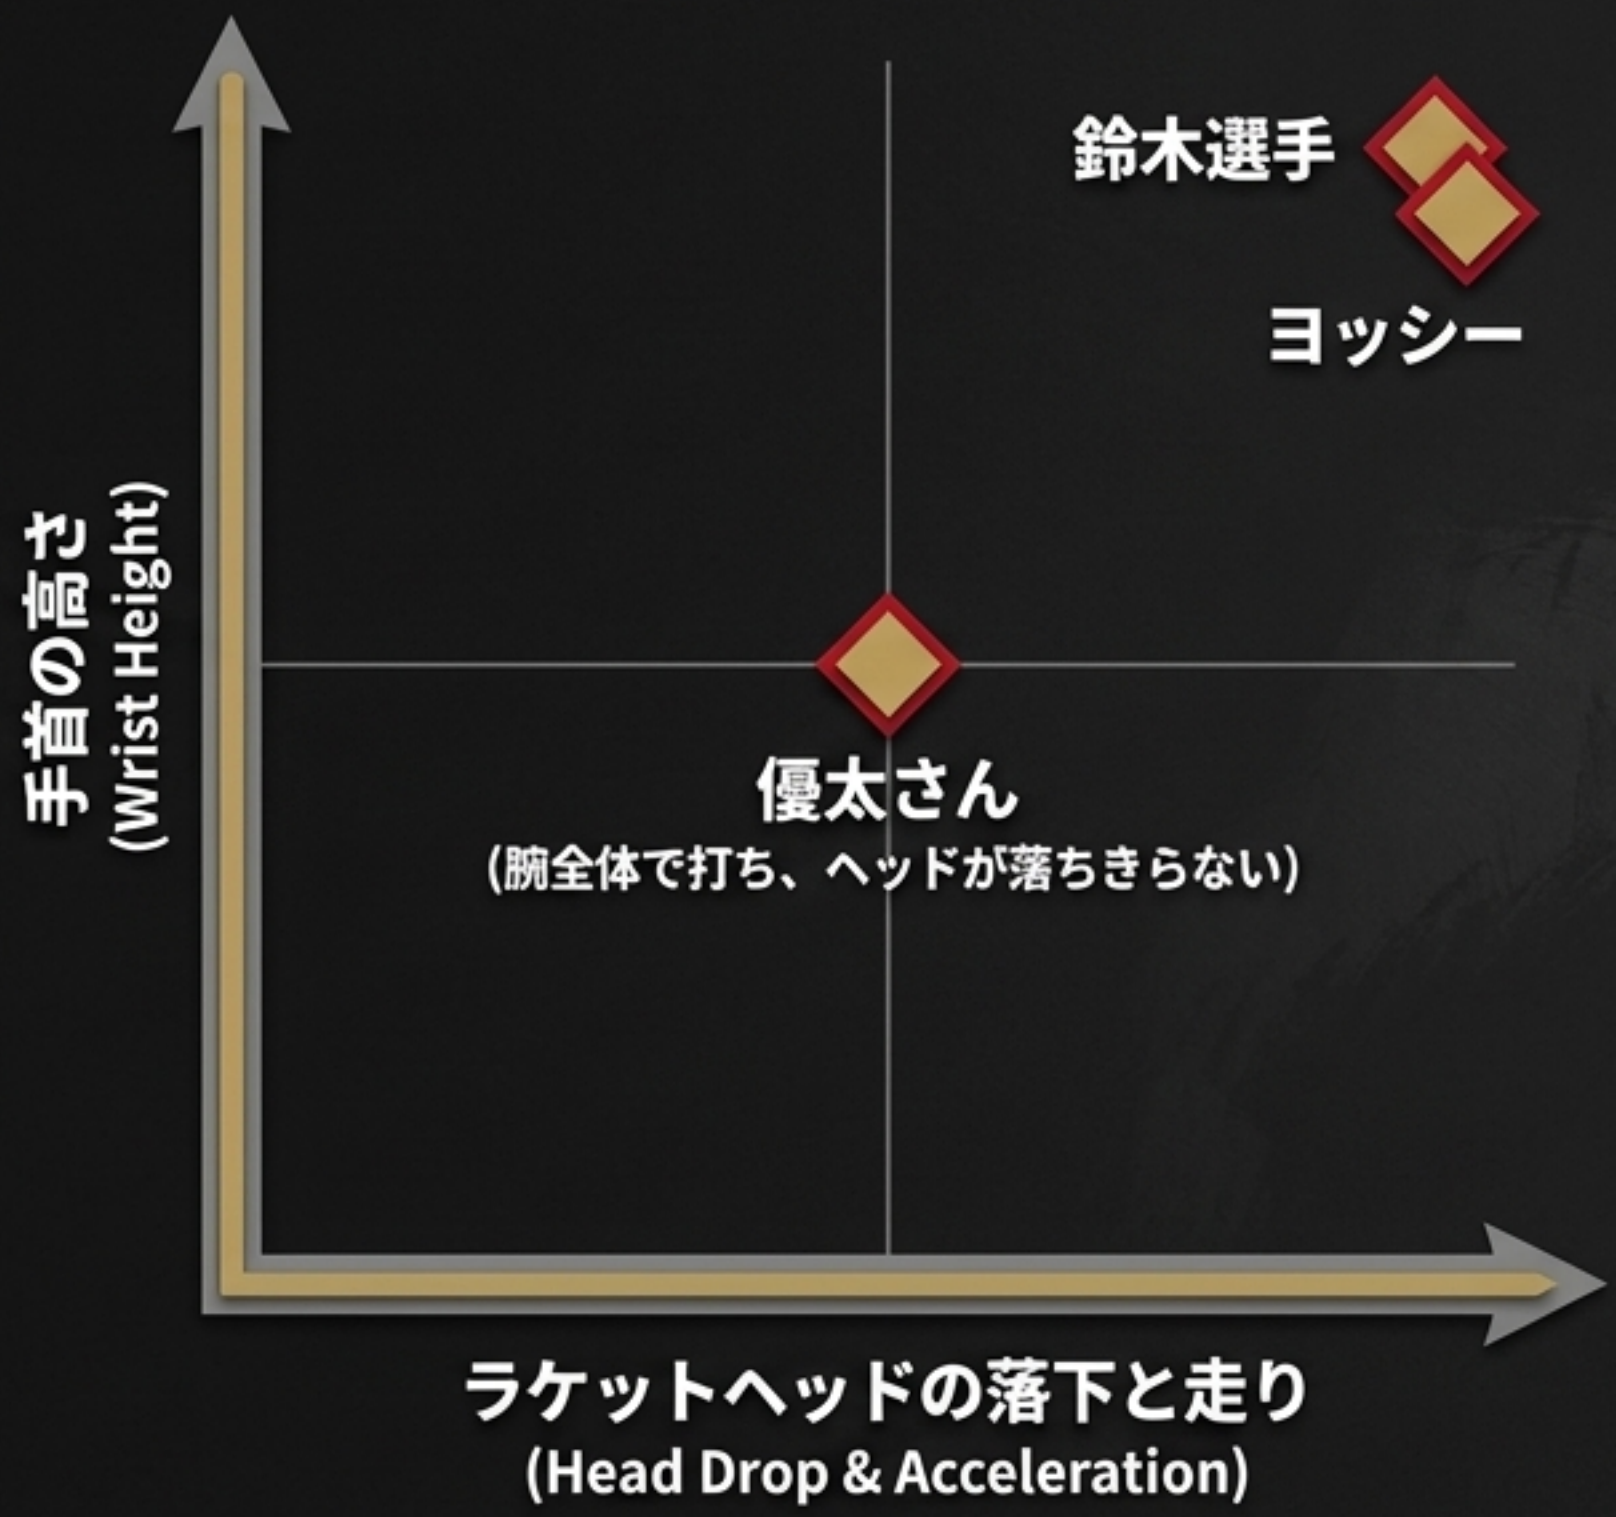 鈴木選手
ヨッシー
手首の高さ
(Wrist Height)
優太さん
(腕全体で打ち、ヘッドが落ちきらない)
ラケットヘッドの落下と走り
(Head Drop & Acceleration)